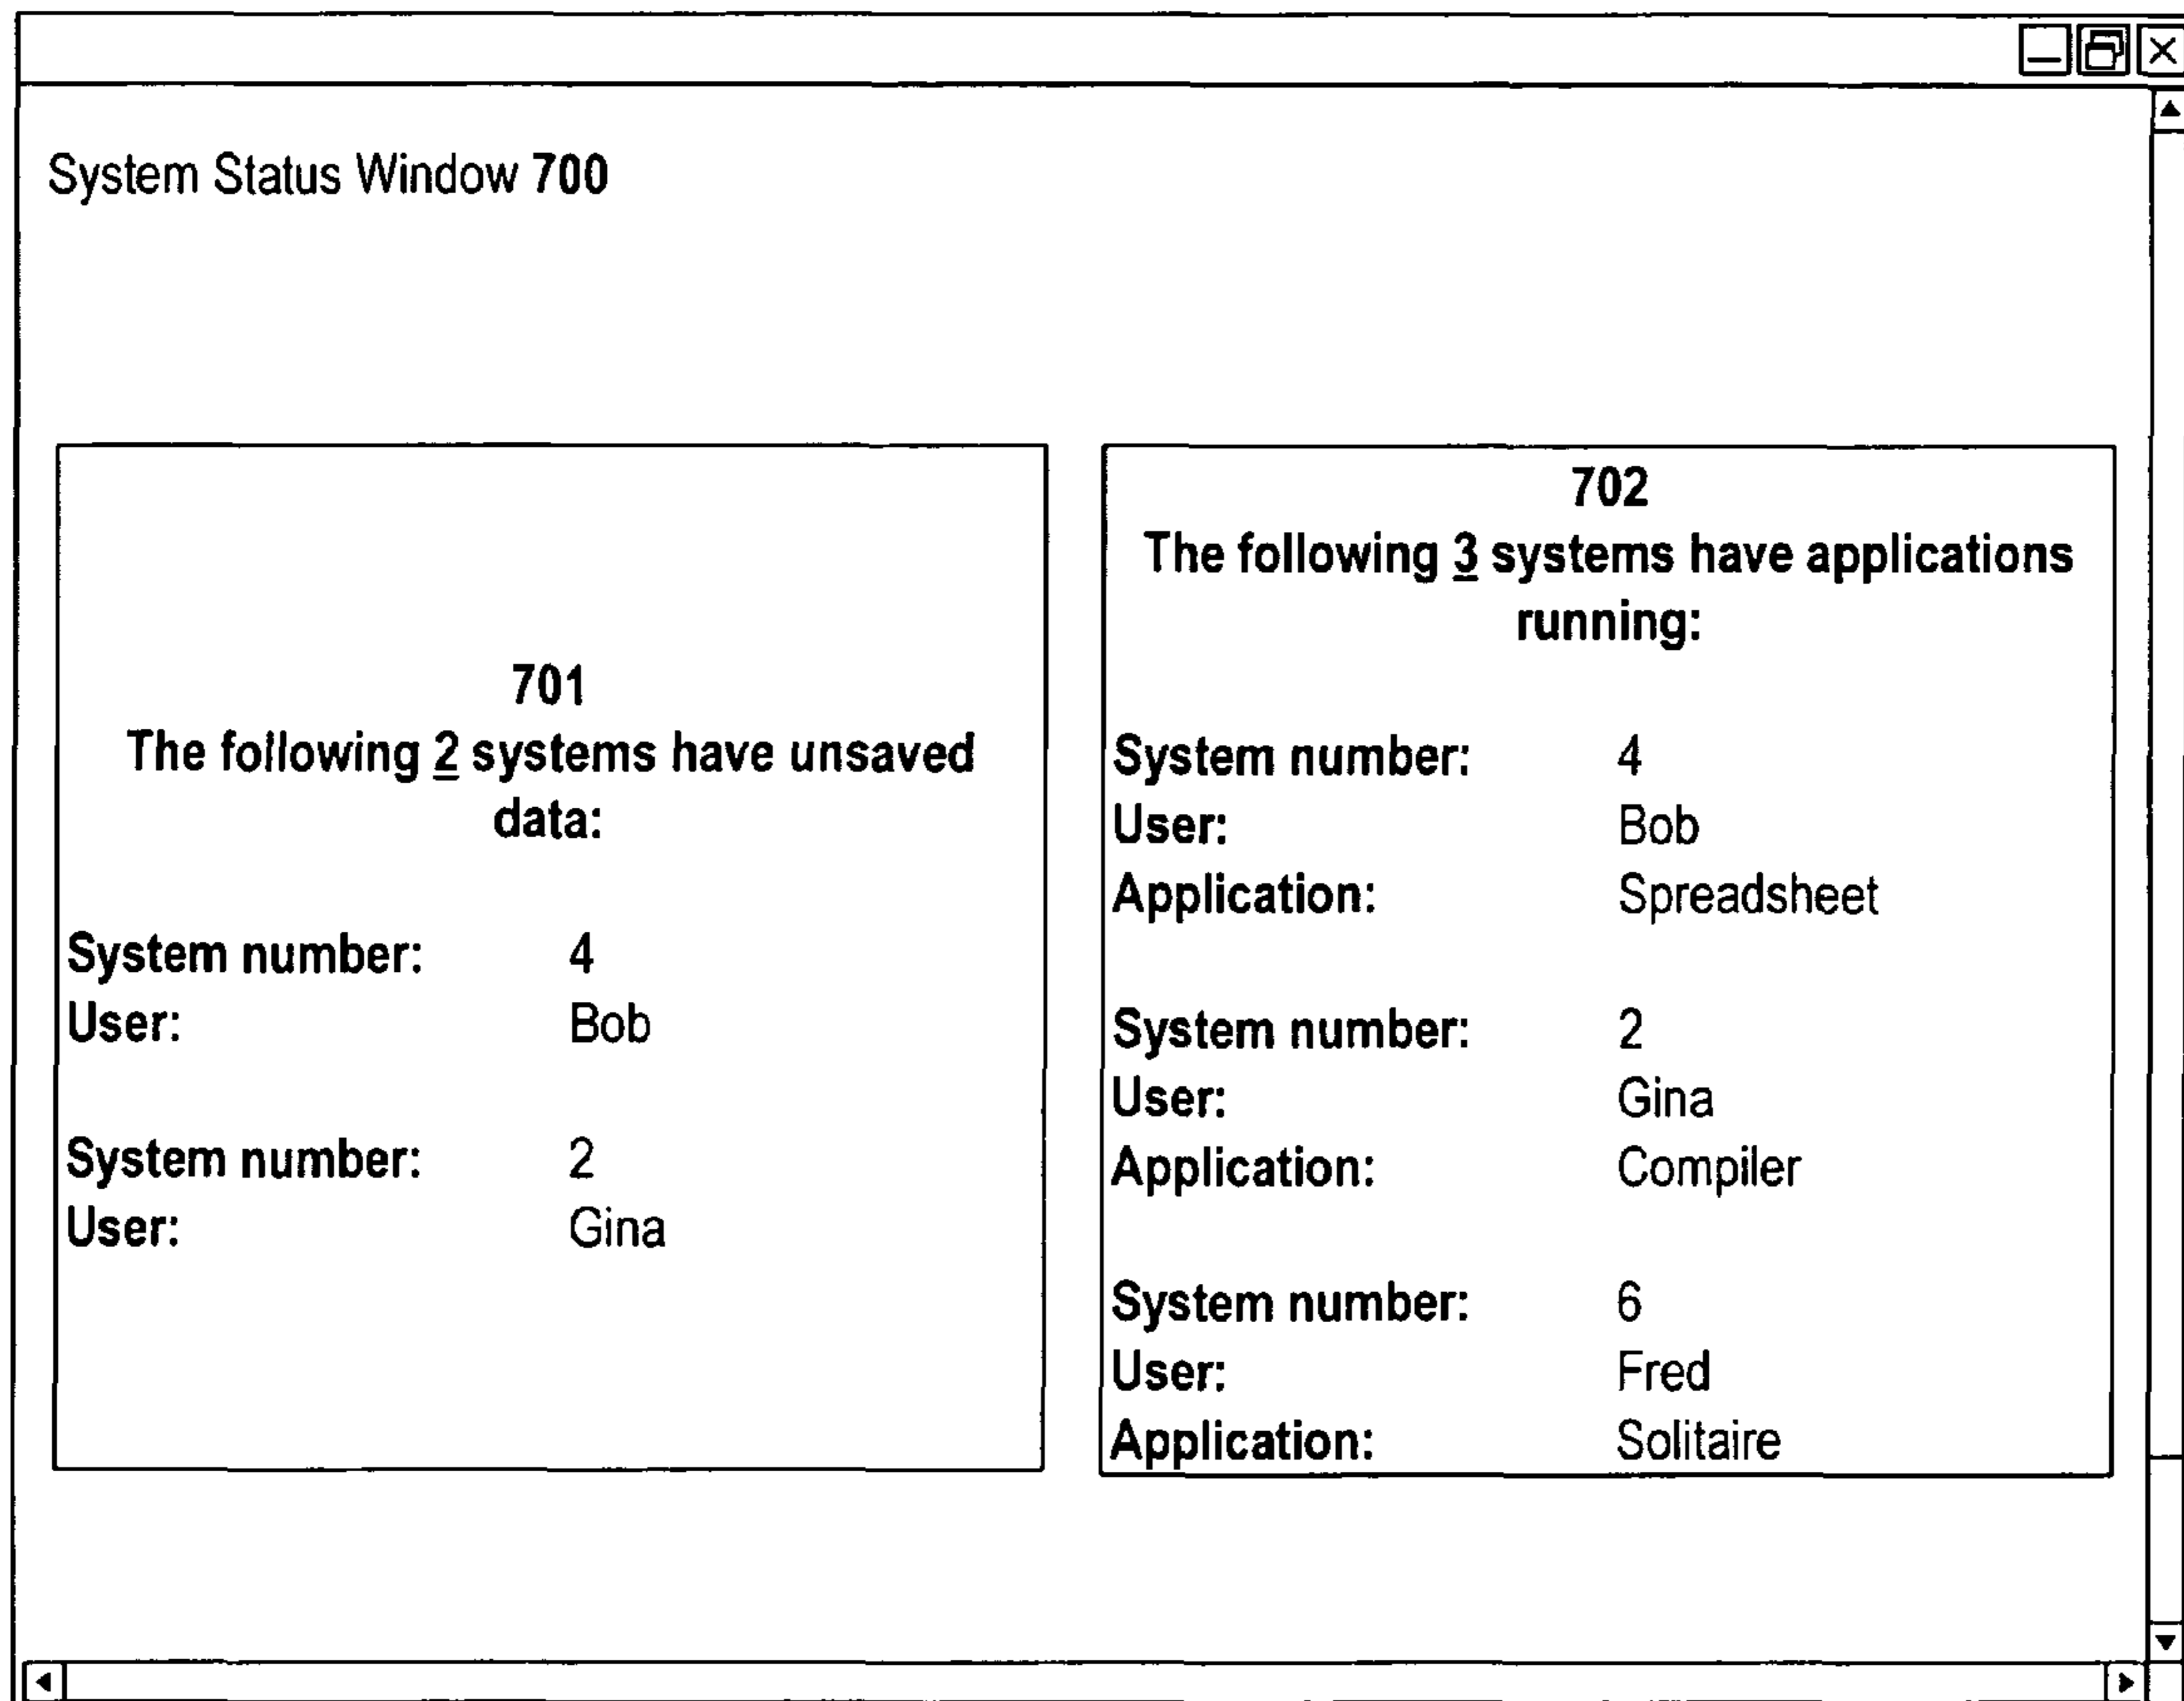 System Status Window 700
701
The following 2 systems have unsaved
data:
System number: 4
User: Bob
System number: 2
User: Gina
702
The following 3 systems have applications
running:
System number: 4
User: Bob
Application: Spreadsheet
System number: 2
User: Gina
Application: Compiler
System number: 6
User: Fred
Application: Solitaire